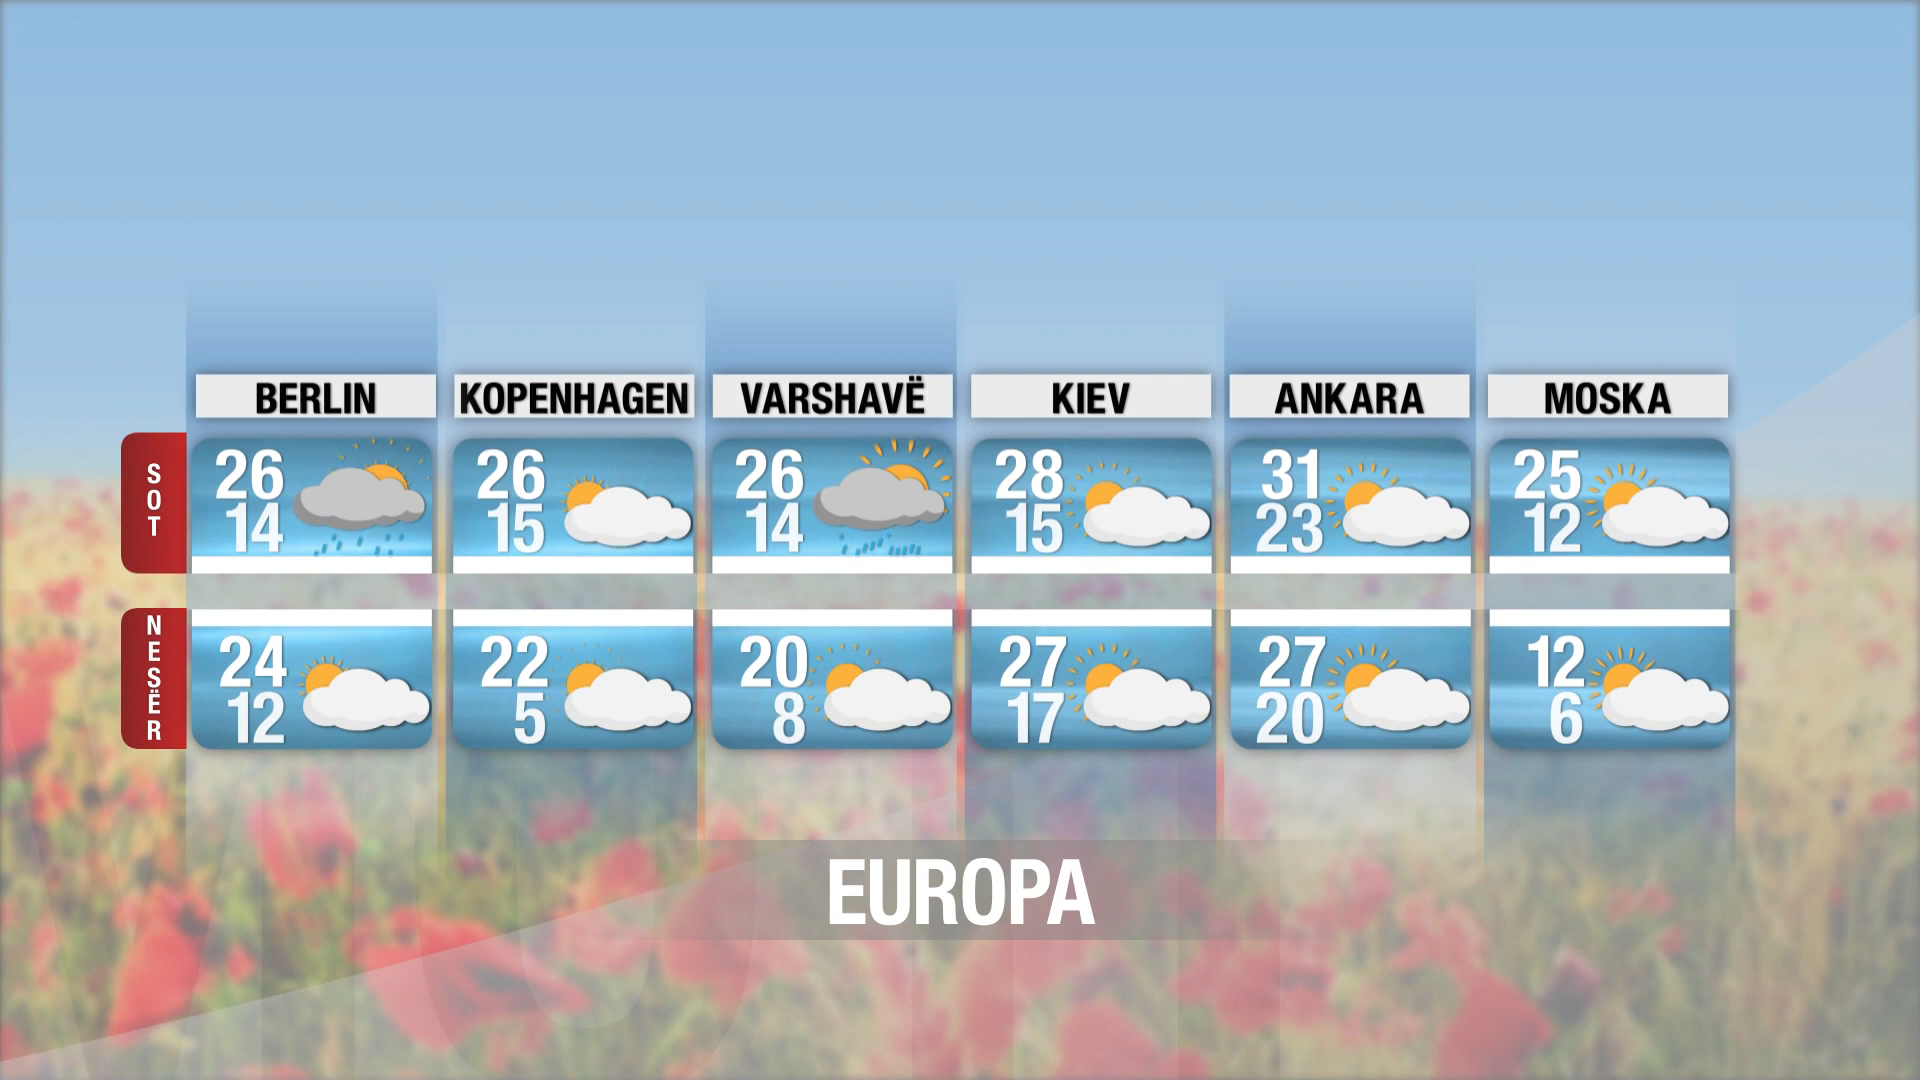 BERLIN KOPENHAGEN VARSHAVË KIEV ANKARA MOSKA
SOT
26 26 26 28 31 25
14 15 14 15 23 12
NESËR
24 22 20 27 27 12
12 5 8 17 20 6
EUROPA